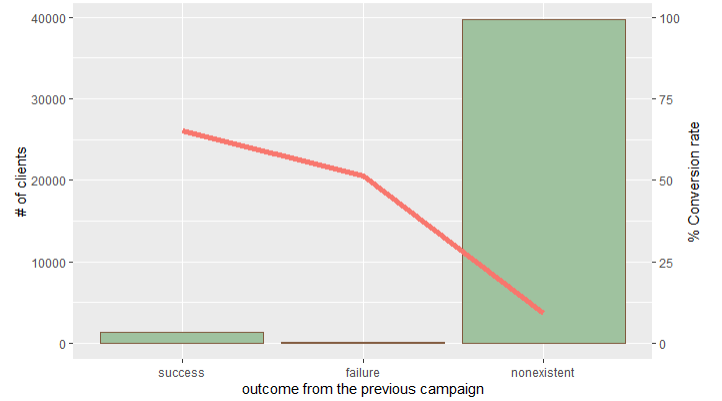 40000
30000
20000
10000
0
# of clients
100
75
50
25
0
% Conversion rate
success failure nonexistent
outcome from the previous campaign